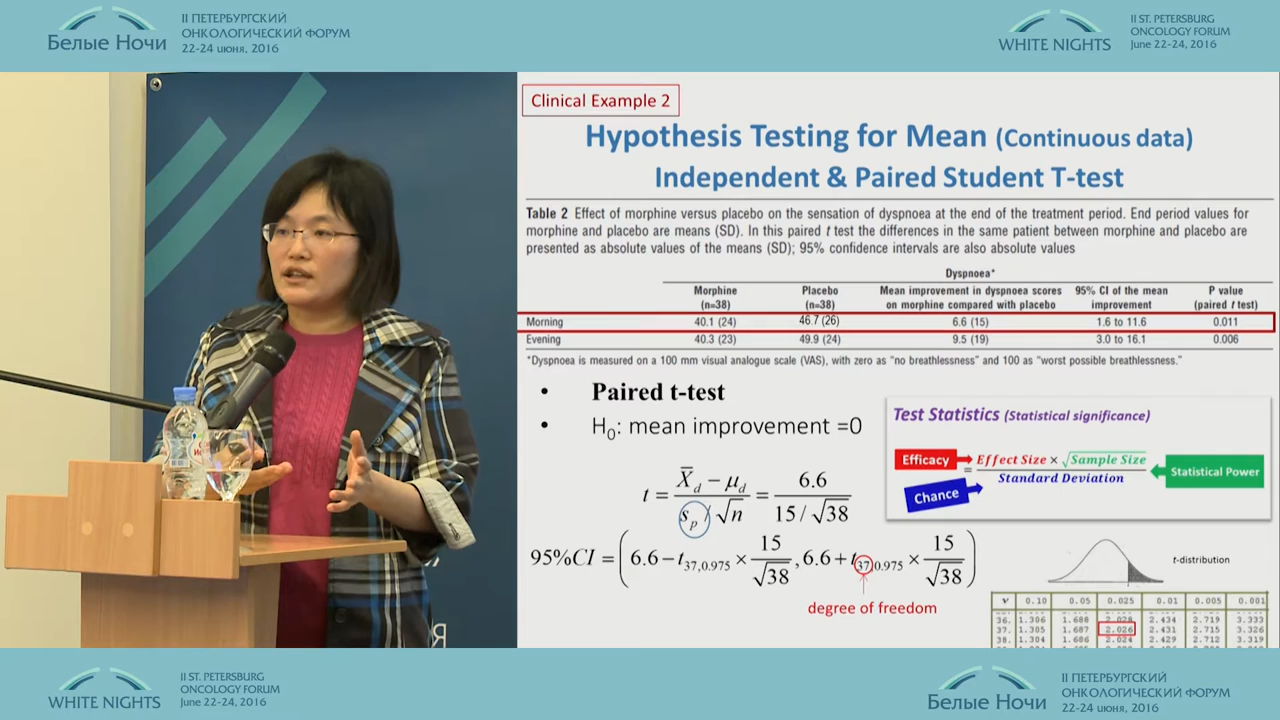 II ПЕТЕРБУРГСКИЙ
ОНКОЛОГИЧЕСКИЙ ФОРУМ
Белые Ночи
22-24 июня, 2016
II ST. PETERSBURG
ONCOLOGY FORUM
WHITE NIGHTS
June 22-24, 2016
Clinical Example 2
Hypothesis Testing for Mean (Continuous data)
Independent & Paired Student T-test
Table 2 Effect of morphine versus placebo on the sensation of dyspnoea at the end of the treatment period. End period values for
morphine and placebo are means (SD). In this paired t test the differences in the same patient between morphine and placebo are
presented as absolute values of the means (SD); 95% confidence intervals are also absolute values
Dyspnoea*
Morphine (n=38) Placebo (n=38) Mean improvement in dyspnoea scores on morphine compared with placebo 95% CI of the mean improvement P value (paired t test)
Morning 40.1 (24) 46.7 (26) 6.6 (15) 1.6 to 11.6 0.011
Evening 40.3 (23) 49.9 (24) 9.5 (19) 3.0 to 16.1 0.006
*Dyspnoea is measured on a 100 mm visual analogue scale (VAS), with zero as “no breathlessness” and 100 as “worst possible breathlessness.”
• Paired t-test
• H₀: mean improvement =0
t = (X̄_d − μ_d) / (s_p / √n) = 6.6 / (15 / √38)
95%CI = (6.6 − t_37,0.975 × 15/√38 , 6.6 + t_37,0.975 × 15/√38)
degree of freedom
Test Statistics (Statistical significance)
Efficacy
= Effect Size × √Sample Size
Standard Deviation
Statistical Power
Chance
t-distribution
ν 0.10 0.05 0.025 0.01 0.005 0.001
36. 1.306 1.688 2.028 2.434 2.719 3.333
37. 1.305 1.687 2.026 2.431 2.715 3.326
38. 1.304 1.686 2.024 2.429 2.712 3.319
WHITE NIGHTS
II ST. PETERSBURG
ONCOLOGY FORUM
June 22-24, 2016
Белые Ночи
II ПЕТЕРБУРГСКИЙ
ОНКОЛОГИЧЕСКИЙ ФОРУМ
22-24 июня, 2016